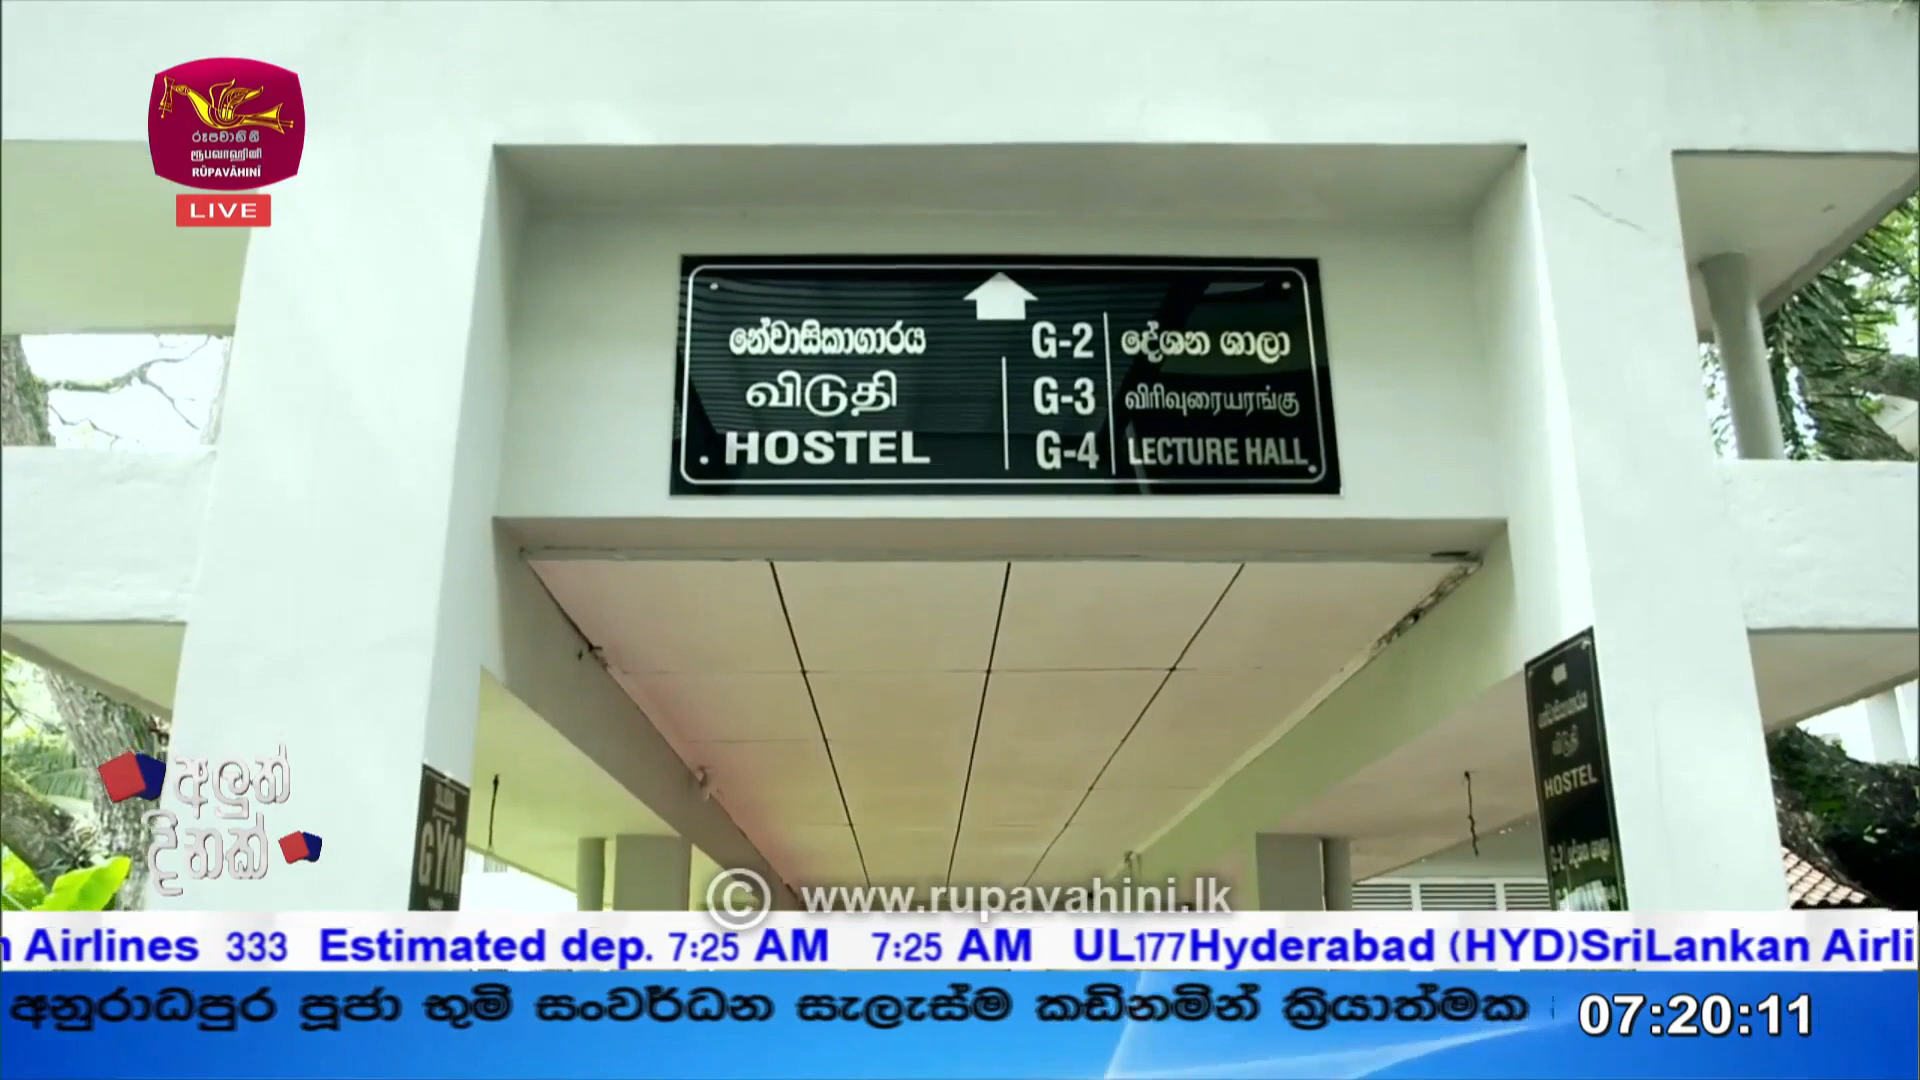 රූපවාහිනී
ரூபவாஹினி
RŪPAVĀHINĪ
LIVE
නේවාසිකාගාරය
விடுதி
HOSTEL
G-2
G-3
G-4
දේශන ශාලා
விரிவுரையரங்கு
LECTURE HALL
விடுதி
HOSTEL
GYM
අලුත්
දිනක්
© www.rupavahini.lk
n Airlines 333 Estimated dep. 7:25 AM 7:25 AM UL177Hyderabad (HYD)SriLankan Airli
අනුරාධපුර පූජා භූමි සංවර්ධන සැලැස්ම කඩිනමින් ක්‍රියාත්මක
07:20:11